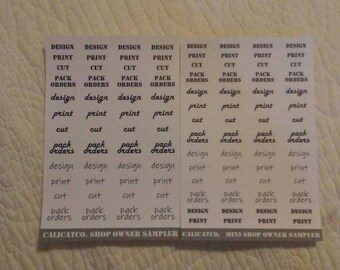 DESIGN DESIGN DESIGN DESIGN
PRINT PRINT PRINT PRINT
CUT CUT CUT CUT
PACK PACK PACK PACK
ORDERS ORDERS ORDERS ORDERS
design design design design
print print print print
cut cut cut cut
pack pack pack pack
orders orders orders orders
design design design design
print print print print
cut cut cut cut
pack pack pack pack
orders orders orders orders
CALICATCO. SHOP OWNER SAMPLER
DESIGN DESIGN DESIGN DESIGN
PRINT PRINT PRINT PRINT
CUT CUT CUT CUT
PACK PACK PACK PACK
ORDERS ORDERS ORDERS ORDERS
design design design design
print print print print
cut cut cut cut
pack pack pack pack
orders orders orders orders
design design design design
print print print print
cut cut cut cut
pack pack pack pack
orders orders orders orders
DESIGN DESIGN DESIGN DESIGN
PRINT PRINT PRINT PRINT
CALICATCO. MINI SHOP OWNER SAMPLER